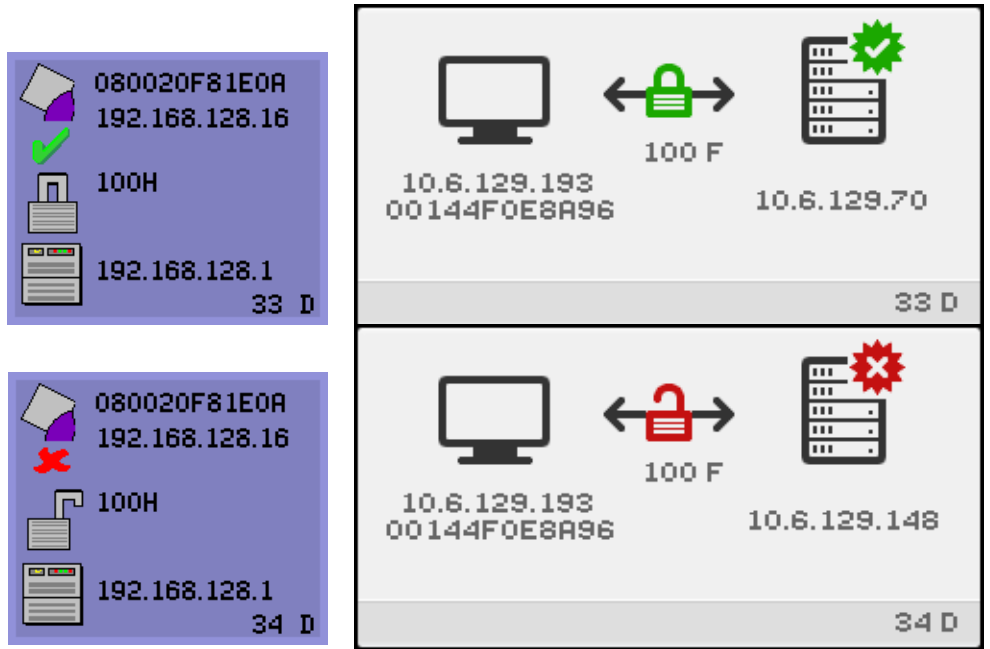 080020F81E0A
192.168.128.16
100H
192.168.128.1
33 D
100 F
10.6.129.193
00144F0E8A96
10.6.129.70
33 D
080020F81E0A
192.168.128.16
100H
192.168.128.1
34 D
100 F
10.6.129.193
00144F0E8A96
10.6.129.148
34 D